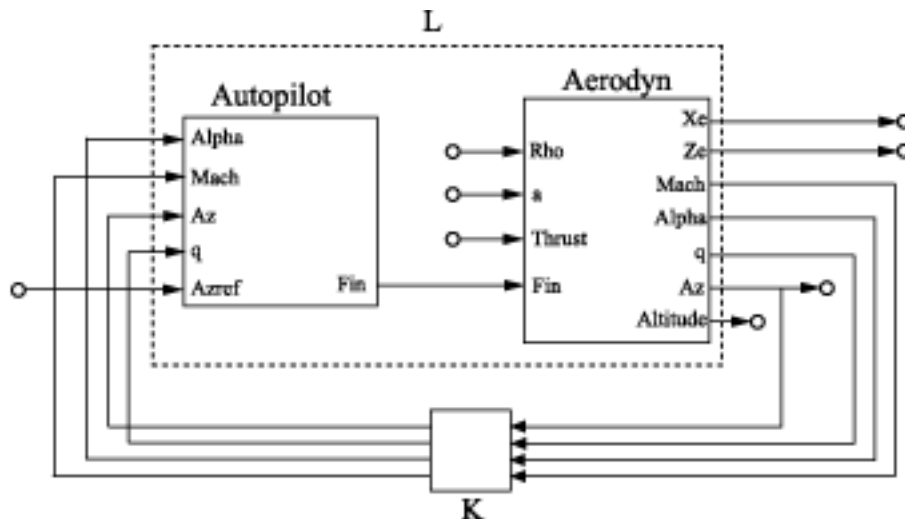 L
Autopilot
Alpha
Mach
Az
q
Azref
Fin
Aerodyn
Rho
a
Thrust
Fin
Xe
Ze
Mach
Alpha
q
Az
Altitude
K